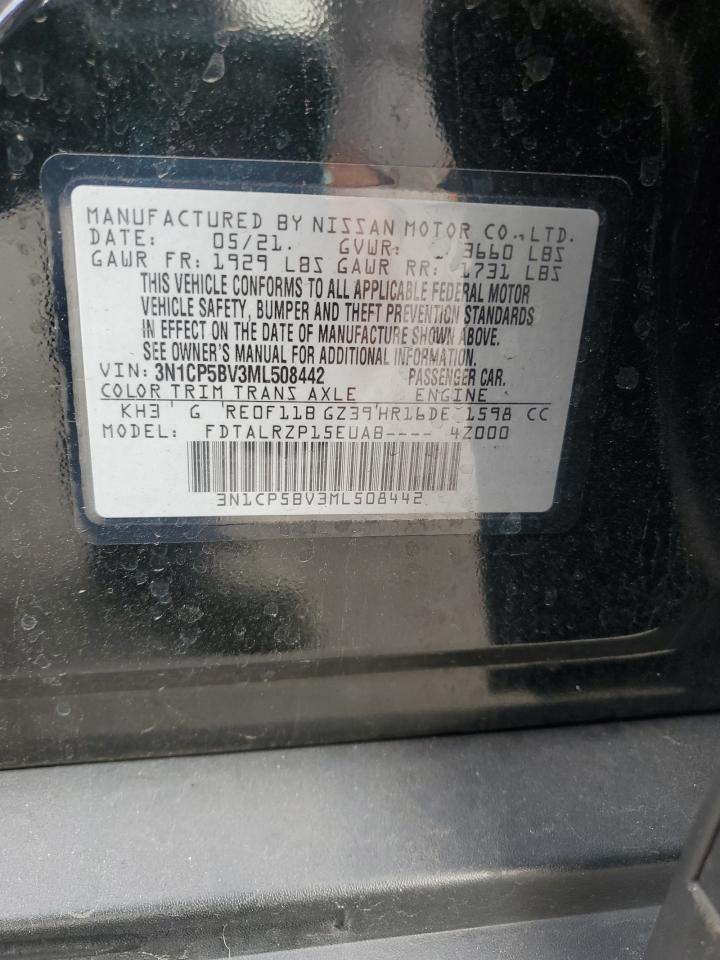 MANUFACTURED BY NISSAN MOTOR CO.,LTD.
DATE: 05/21. GVWR: 3660 LBS
GAWR FR: 1929 LBS GAWR RR: 1731 LBS
THIS VEHICLE CONFORMS TO ALL APPLICABLE FEDERAL MOTOR
VEHICLE SAFETY, BUMPER AND THEFT PREVENTION STANDARDS
IN EFFECT ON THE DATE OF MANUFACTURE SHOWN ABOVE.
SEE OWNER'S MANUAL FOR ADDITIONAL INFORMATION.
VIN: 3N1CP5BV3ML508442 PASSENGER CAR.
COLOR TRIM TRANS AXLE ENGINE
KH3 G RE0F11B GZ39 HR16DE 1598 CC
MODEL: FDTALRZP15EUAB---- 4Z000
3N1CP5BV3ML508442